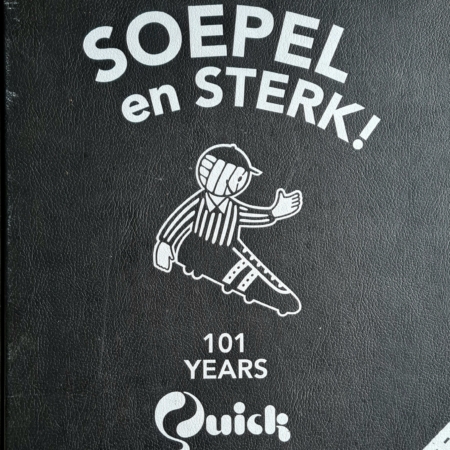 SOEPEL
en STERK!
101
YEARS
Quick